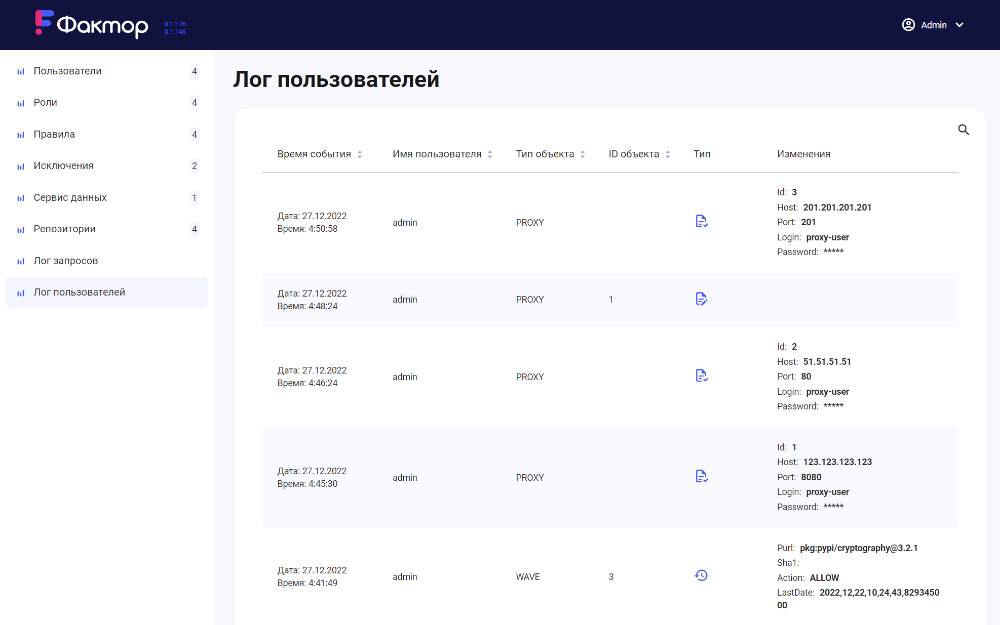 Фактор
0.1.176
0.1.146
Admin
Пользователи 4
Роли 4
Правила 4
Исключения 2
Сервис данных 1
Репозитории 4
Лог запросов
Лог пользователей
Лог пользователей
Время события Имя пользователя Тип объекта ID объекта Тип Изменения
Дата: 27.12.2022
Время: 4:50:58
admin
PROXY
Id: 3
Host: 201.201.201.201
Port: 201
Login: proxy-user
Password: *****
Дата: 27.12.2022
Время: 4:48:24
admin
PROXY
1
Дата: 27.12.2022
Время: 4:46:24
admin
PROXY
Id: 2
Host: 51.51.51.51
Port: 80
Login: proxy-user
Password: *****
Дата: 27.12.2022
Время: 4:45:30
admin
PROXY
Id: 1
Host: 123.123.123.123
Port: 8080
Login: proxy-user
Password: *****
Дата: 27.12.2022
Время: 4:41:49
admin
WAVE
3
Purl: pkg:pypi/cryptography@3.2.1
Sha1:
Action: ALLOW
LastDate: 2022,12,22,10,24,43,8293450
00